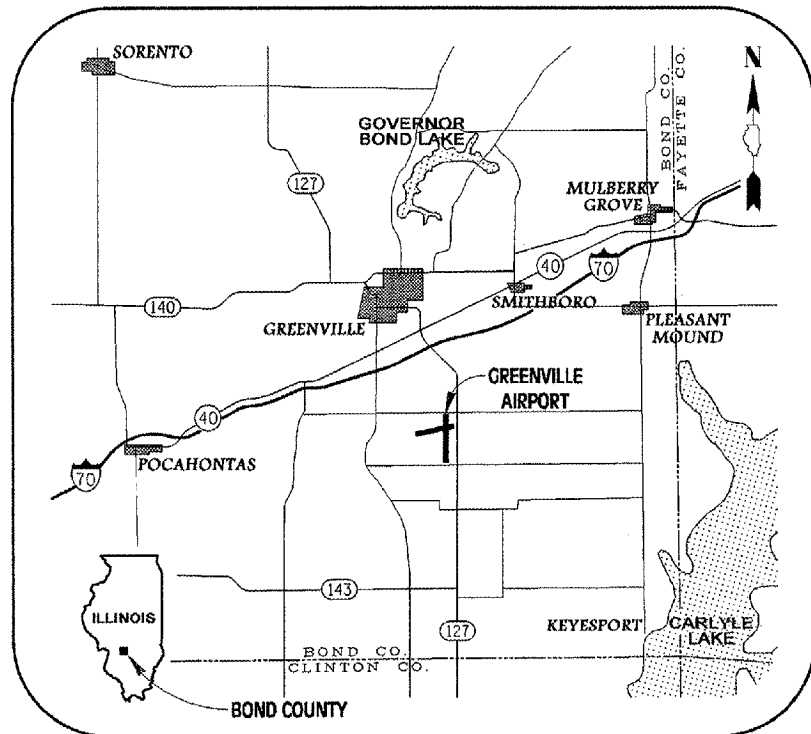 SORENTO
N
GOVERNOR
BOND LAKE
BOND CO.
FAYETTE CO.
127
MULBERRY
GROVE
40
70
140
GREENVILLE
SMITHBORO
PLEASANT
MOUND
GREENVILLE
AIRPORT
40
70
POCAHONTAS
143
ILLINOIS
127
KEYESPORT
CARLYLE
LAKE
BOND CO.
CLINTON CO.
BOND COUNTY